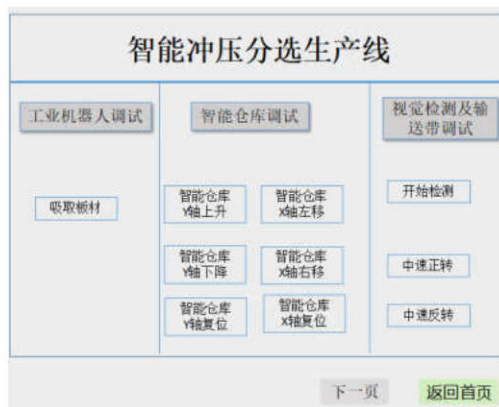 智能冲压分选生产线
工业机器人调试
吸取板材
智能仓库调试
智能仓库
Y轴上升
智能仓库
X轴左移
智能仓库
Y轴下降
智能仓库
X轴右移
智能仓库
Y轴复位
智能仓库
X轴复位
视觉检测及输
送带调试
开始检测
中速正转
中速反转
下一页
返回首页